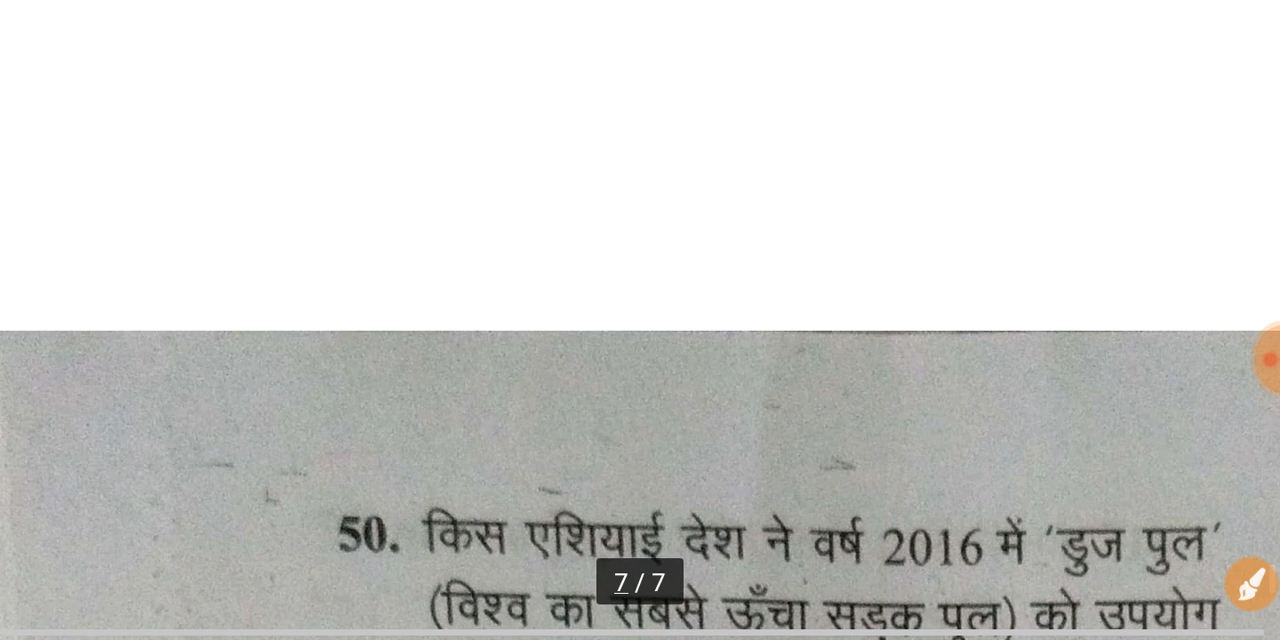 50. किस एशियाई देश ने वर्ष 2016 में ‘डुज पुल’
(विश्व का सबसे ऊँचा सड़क पुल) को उपयोग
7 / 7